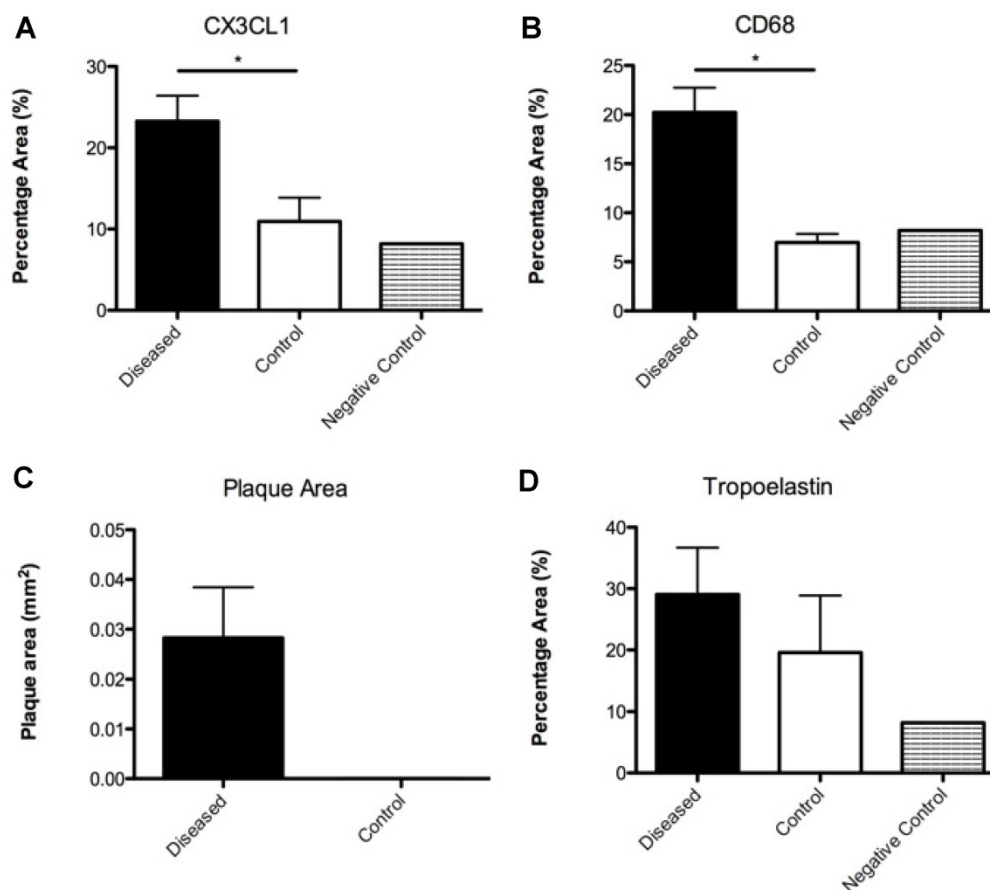 A
CX3CL1
*
Percentage Area (%)
30
20
10
0
Diseased
Control
Negative Control
B
CD68
*
Percentage Area (%)
25
20
15
10
5
0
Diseased
Control
Negative Control
C
Plaque Area
Plaque area (mm²)
0.05
0.04
0.03
0.02
0.01
0.00
Diseased
Control
D
Tropoelastin
Percentage Area (%)
40
30
20
10
0
Diseased
Control
Negative Control